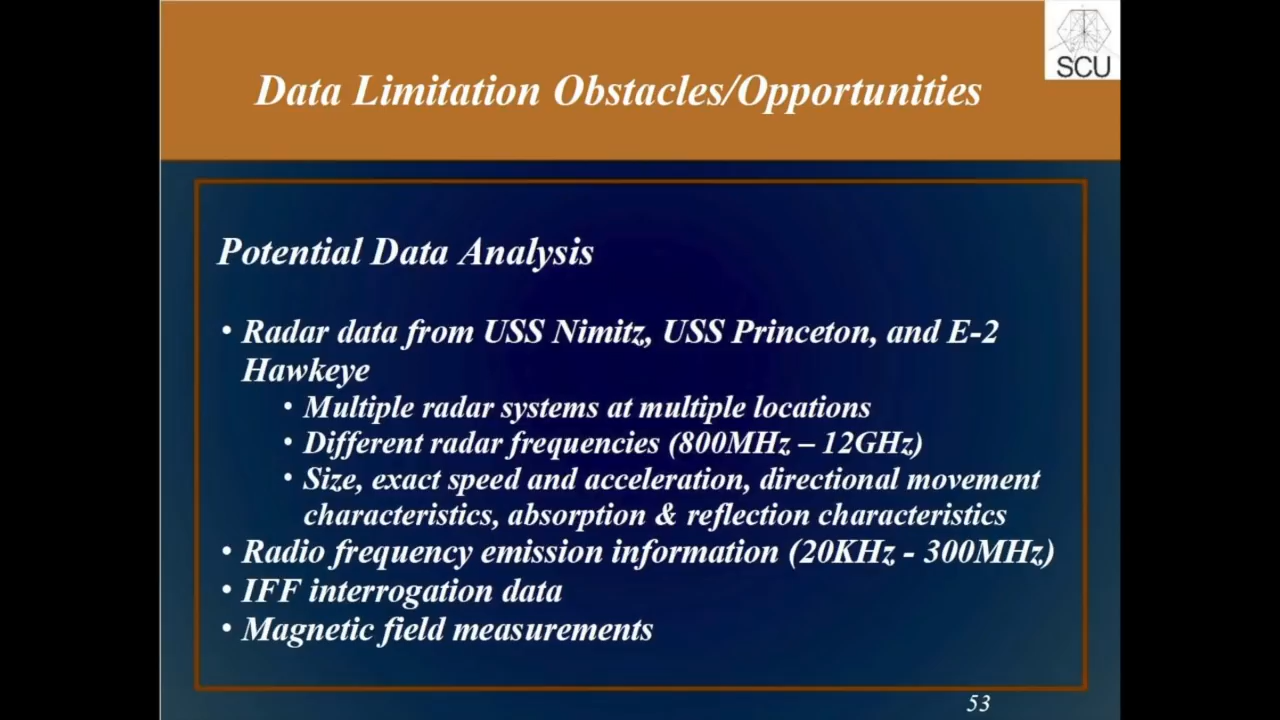 SCU
Data Limitation Obstacles/Opportunities
Potential Data Analysis
• Radar data from USS Nimitz, USS Princeton, and E-2
Hawkeye
• Multiple radar systems at multiple locations
• Different radar frequencies (800MHz – 12GHz)
• Size, exact speed and acceleration, directional movement
characteristics, absorption & reflection characteristics
• Radio frequency emission information (20KHz - 300MHz)
• IFF interrogation data
• Magnetic field measurements
53